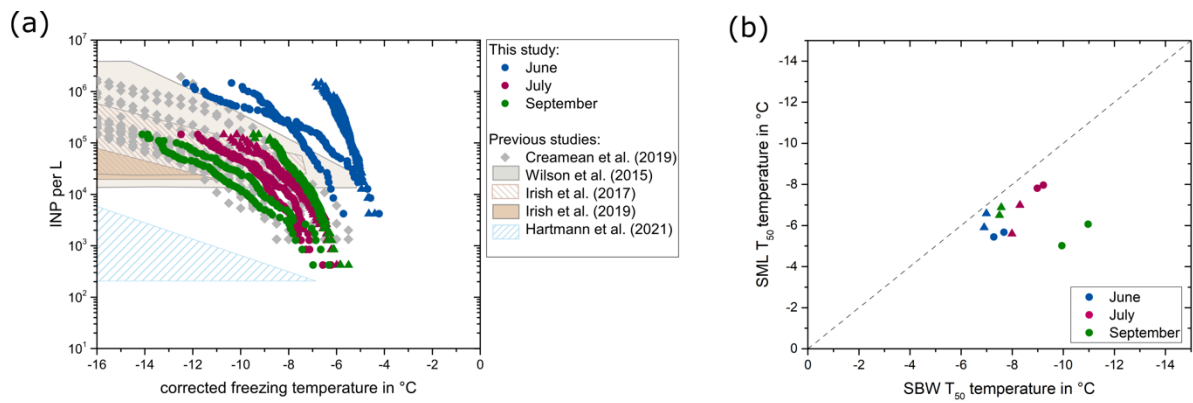 (a)
10^7
10^6
10^5
10^4
10^3
10^2
10^1
INP per L
-16
-14
-12
-10
-8
-6
-4
-2
0
corrected freezing temperature in °C
This study:
June
July
September
Previous studies:
Creamean et al. (2019)
Wilson et al. (2015)
Irish et al. (2017)
Irish et al. (2019)
Hartmann et al. (2021)
(b)
-14
-12
-10
-8
-6
-4
-2
0
SML T50 temperature in °C
0
-2
-4
-6
-8
-10
-12
-14
SBW T50 temperature in °C
June
July
September